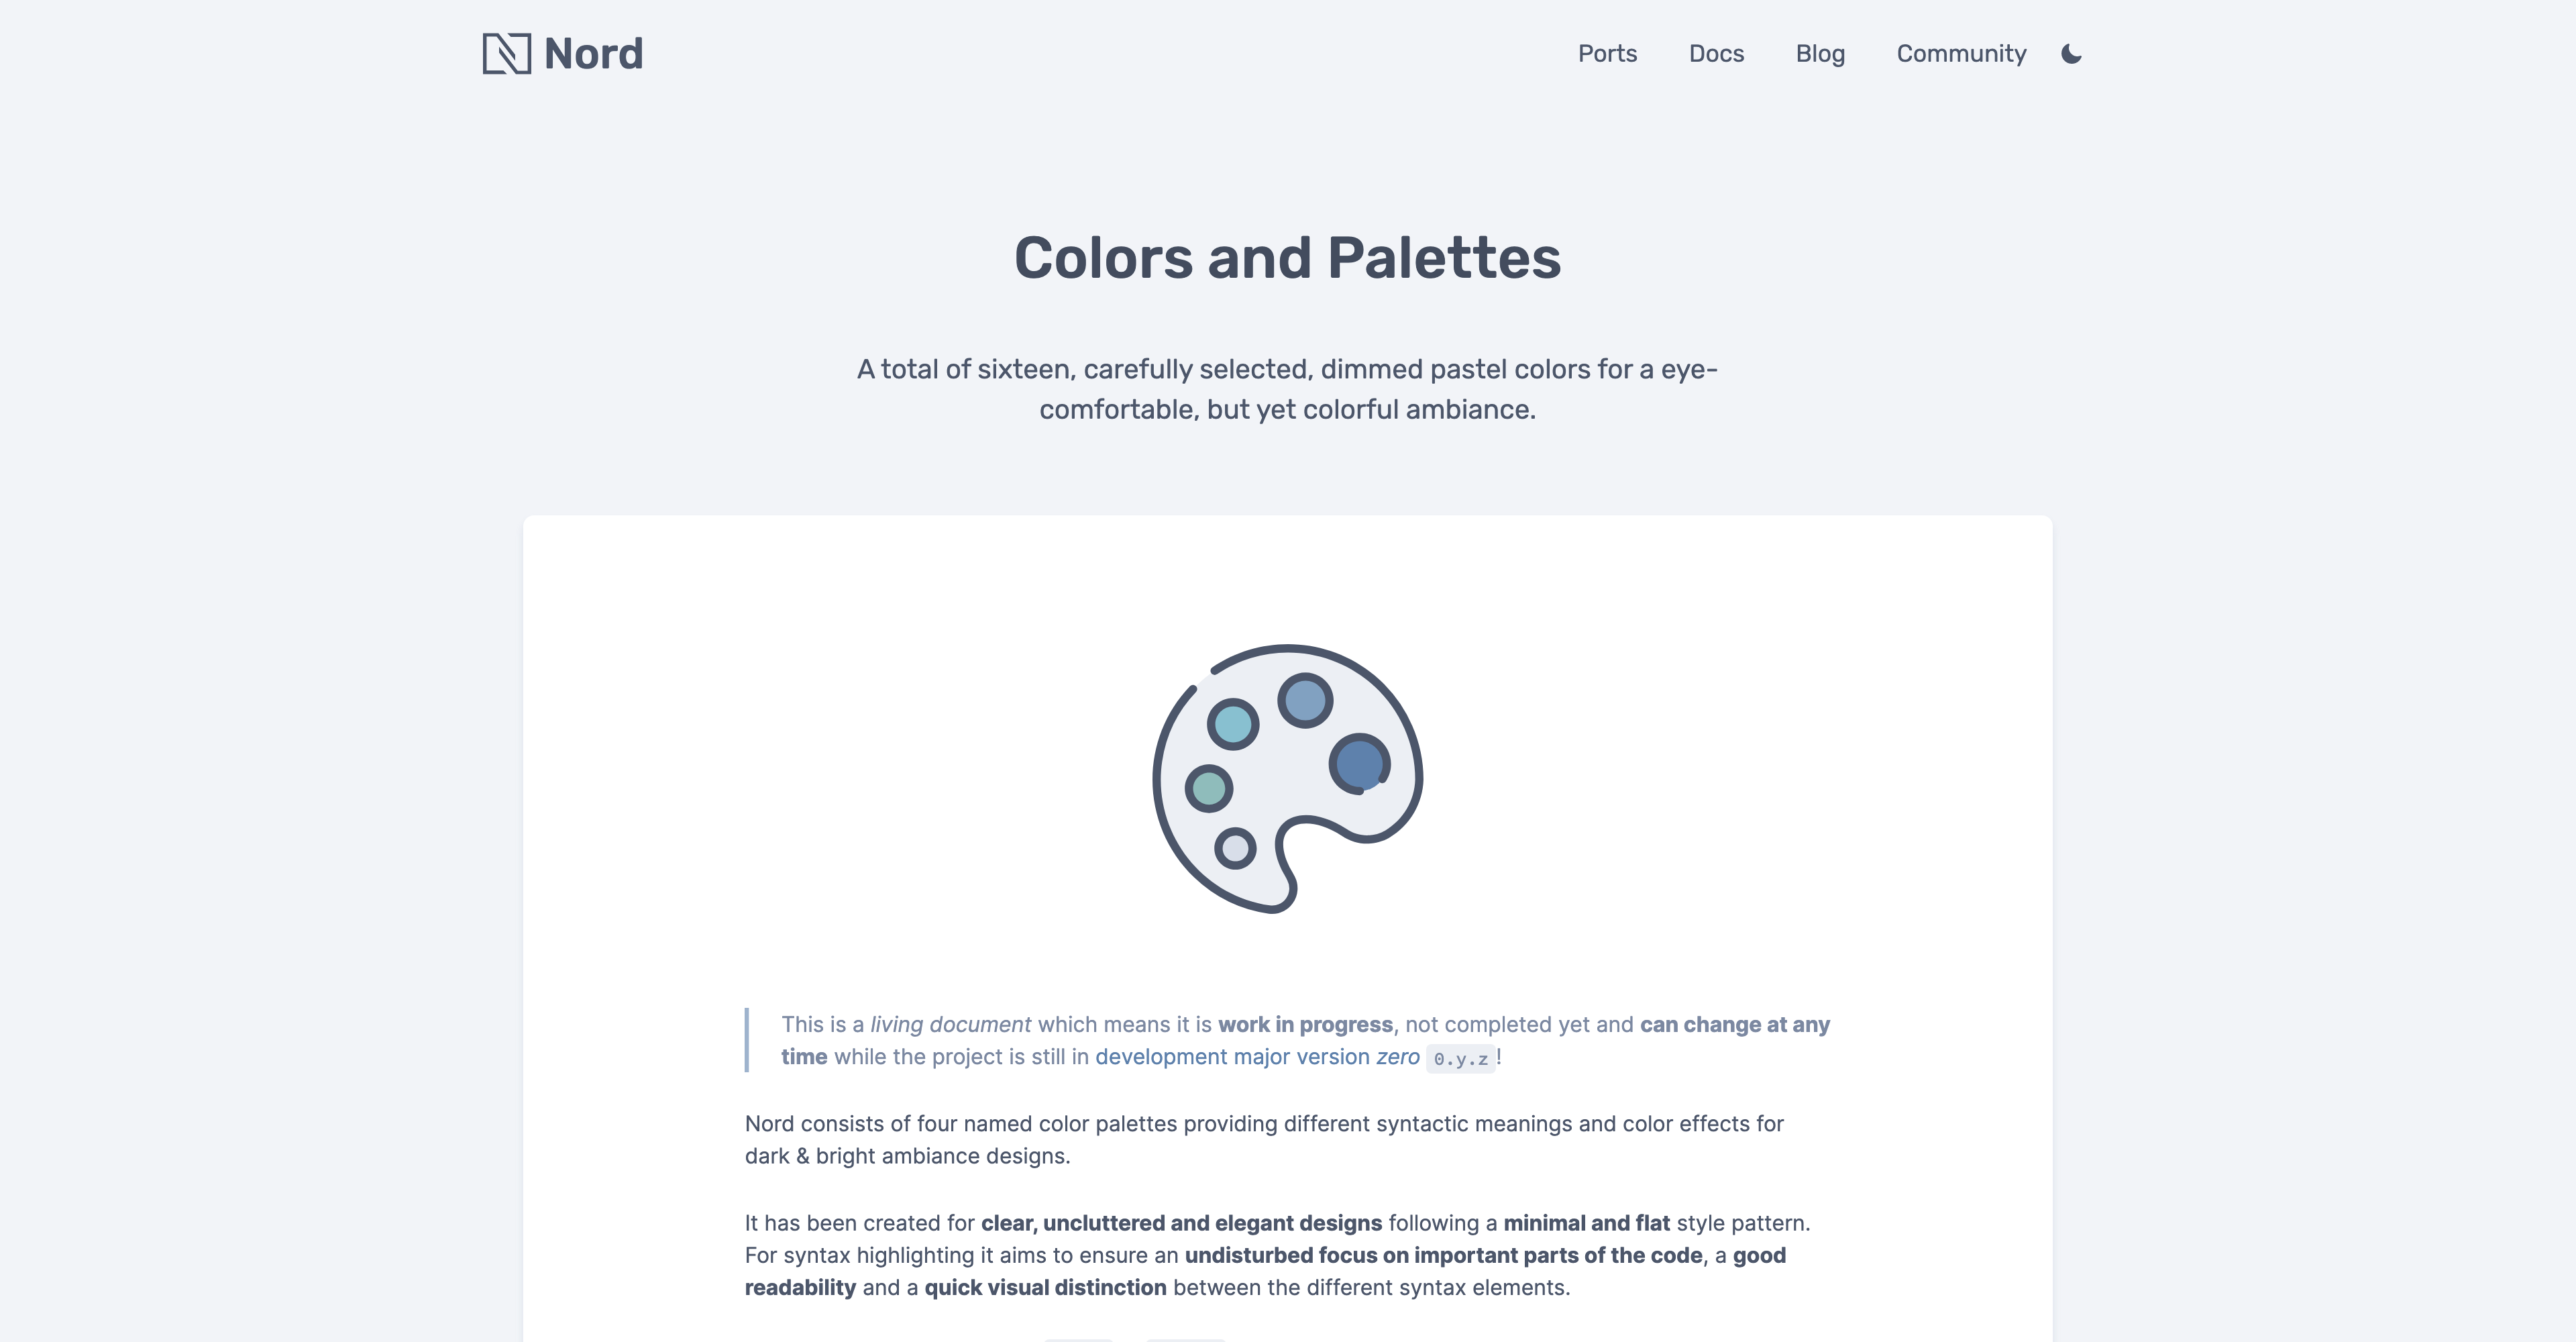 Nord
Ports Docs Blog Community
Colors and Palettes
A total of sixteen, carefully selected, dimmed pastel colors for a eye-
comfortable, but yet colorful ambiance.
This is a living document which means it is work in progress, not completed yet and can change at any
time while the project is still in development major version zero 0.y.z!
Nord consists of four named color palettes providing different syntactic meanings and color effects for
dark & bright ambiance designs.
It has been created for clear, uncluttered and elegant designs following a minimal and flat style pattern.
For syntax highlighting it aims to ensure an undisturbed focus on important parts of the code, a good
readability and a quick visual distinction between the different syntax elements.